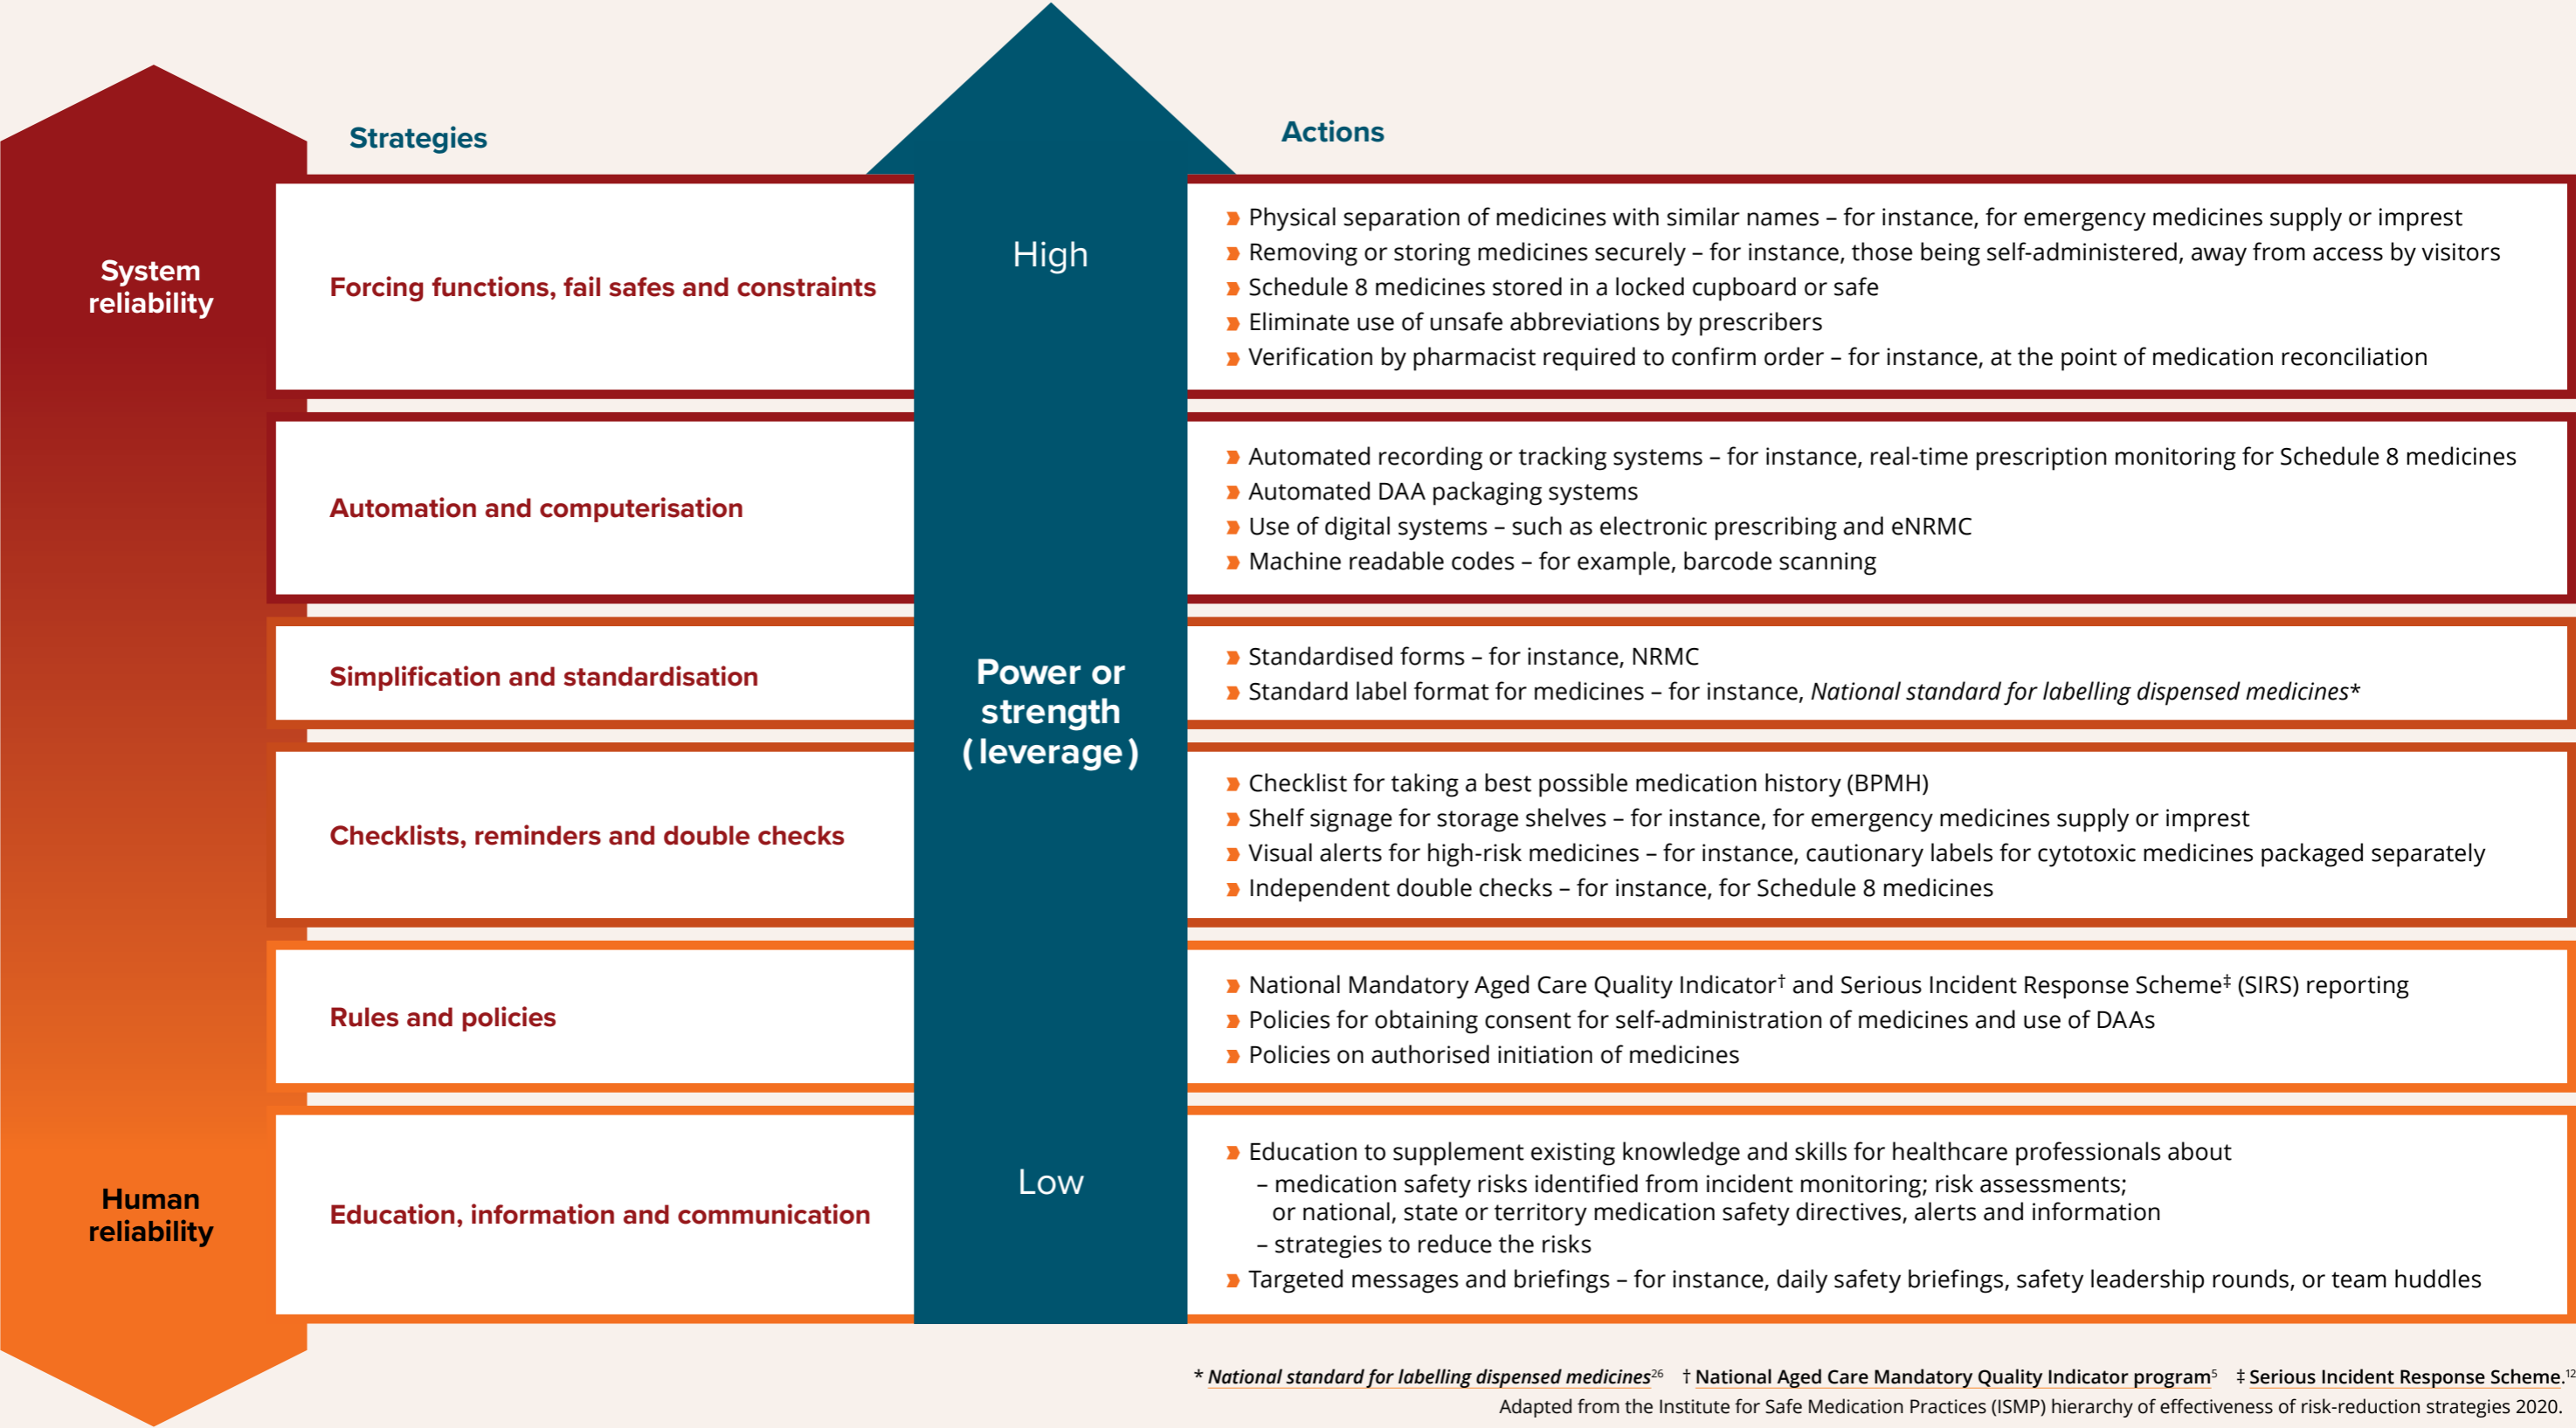 Strategies
Actions
System
reliability
Forcing functions, fail safes and constraints
High
Physical separation of medicines with similar names – for instance, for emergency medicines supply or imprest
Removing or storing medicines securely – for instance, those being self-administered, away from access by visitors
Schedule 8 medicines stored in a locked cupboard or safe
Eliminate use of unsafe abbreviations by prescribers
Verification by pharmacist required to confirm order – for instance, at the point of medication reconciliation
Automation and computerisation
Automated recording or tracking systems – for instance, real-time prescription monitoring for Schedule 8 medicines
Automated DAA packaging systems
Use of digital systems – such as electronic prescribing and eNRMC
Machine readable codes – for example, barcode scanning
Simplification and standardisation
Power or
strength
(leverage)
Standardised forms – for instance, NRMC
Standard label format for medicines – for instance, National standard for labelling dispensed medicines*
Checklists, reminders and double checks
Checklist for taking a best possible medication history (BPMH)
Shelf signage for storage shelves – for instance, for emergency medicines supply or imprest
Visual alerts for high-risk medicines – for instance, cautionary labels for cytotoxic medicines packaged separately
Independent double checks – for instance, for Schedule 8 medicines
Rules and policies
National Mandatory Aged Care Quality Indicator† and Serious Incident Response Scheme‡ (SIRS) reporting
Policies for obtaining consent for self-administration of medicines and use of DAAs
Policies on authorised initiation of medicines
Human
reliability
Education, information and communication
Low
Education to supplement existing knowledge and skills for healthcare professionals about
– medication safety risks identified from incident monitoring; risk assessments;
or national, state or territory medication safety directives, alerts and information
– strategies to reduce the risks
Targeted messages and briefings – for instance, daily safety briefings, safety leadership rounds, or team huddles
* National standard for labelling dispensed medicines26 † National Aged Care Mandatory Quality Indicator program5 ‡ Serious Incident Response Scheme.12
Adapted from the Institute for Safe Medication Practices (ISMP) hierarchy of effectiveness of risk-reduction strategies 2020.